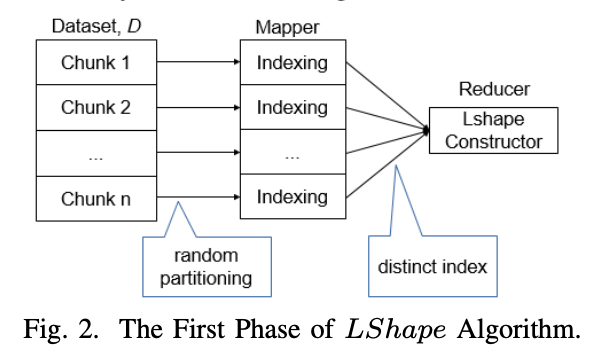 Dataset, D
Mapper
Chunk 1
Indexing
Chunk 2
Indexing
Reducer
Lshape
Constructor
...
...
Chunk n
Indexing
random
partitioning
distinct index
Fig. 2. The First Phase of LShape Algorithm.